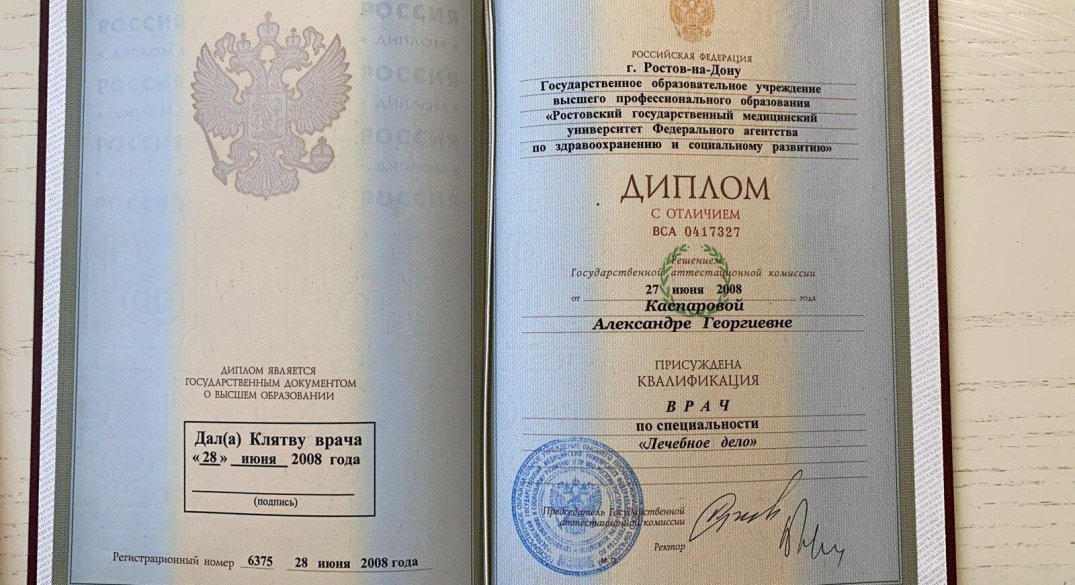 РОССИЯ
ДИПЛОМ
РОССИЯ
ДИПЛОМ
РОССИЯ
ДИПЛОМ
РОССИЯ
ДИПЛОМ ЯВЛЯЕТСЯ
ГОСУДАРСТВЕННЫМ ДОКУМЕНТОМ
О ВЫСШЕМ ОБРАЗОВАНИИ
Дал(а) Клятву врача
«28» июня 2008 года
(подпись)
Регистрационный номер 6375 28 июня 2008 года
РОССИЙСКАЯ ФЕДЕРАЦИЯ
г. Ростов-на-Дону
Государственное образовательное учреждение
высшего профессионального образования
«Ростовский государственный медицинский
университет Федерального агентства
по здравоохранению и социальному развитию»
ДИПЛОМ
С ОТЛИЧИЕМ
ВСА 0417327
Решением
Государственной аттестационной комиссии
от 27 июня 2008 года
Каспаровой
Александре Георгиевне
ПРИСУЖДЕНА
КВАЛИФИКАЦИЯ
ВРАЧ
по специальности
«Лечебное дело»
Председатель Государственной
аттестационной комиссии
Ректор
М.П.